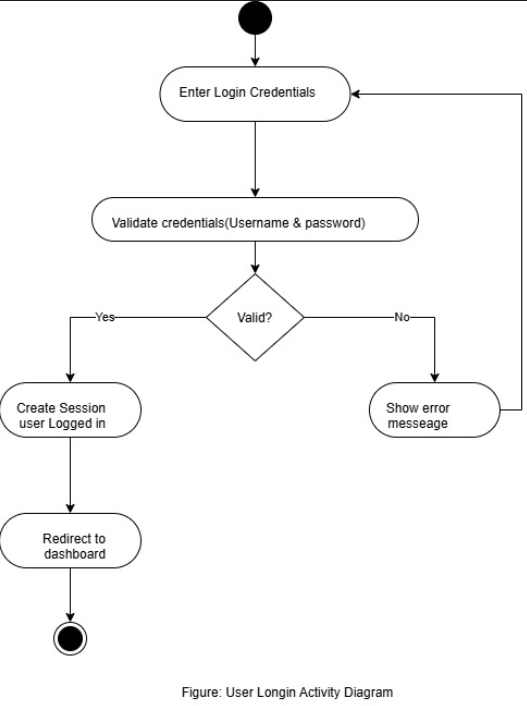 Enter Login Credentials
Validate credentials(Username & password)
Valid?
Yes
No
Create Session
user Logged in
Show error
messeage
Redirect to
dashboard
Figure: User Longin Activity Diagram